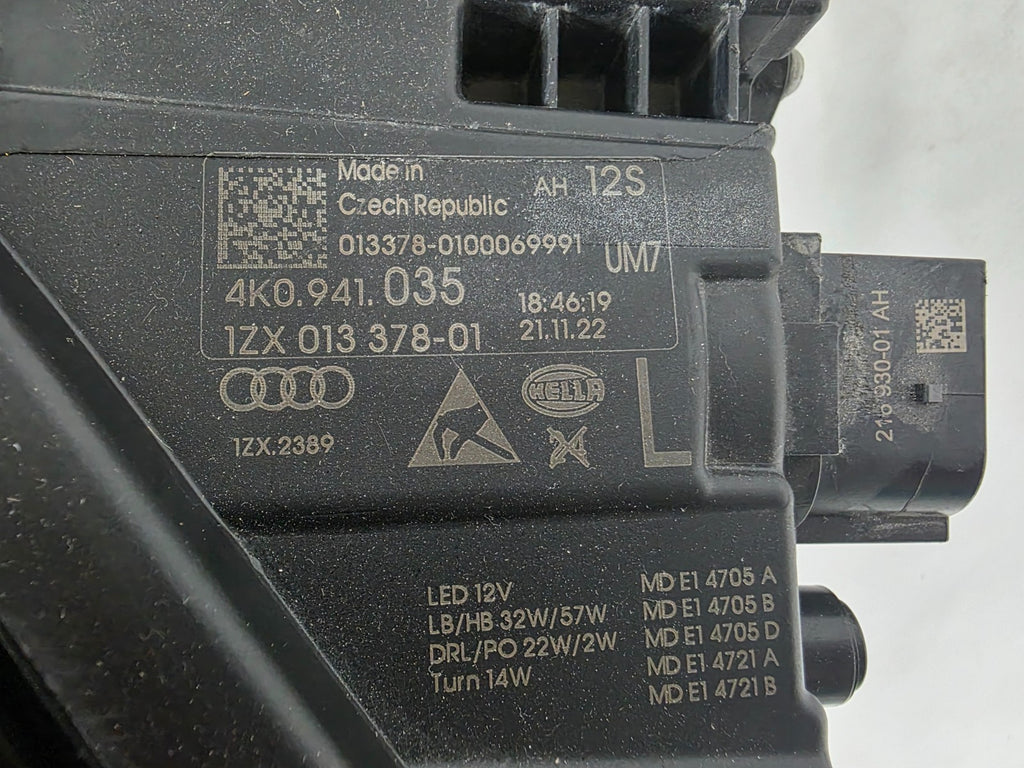 Made in
Czech Republic
AH 12S
013378-0100069991
UM7
4K0.941.035
18:46:19
1ZX 013 378-01
21.11.22
HELLA
L
1ZX.2389
24
LED 12V
LB/HB 32W/57W
DRL/PO 22W/2W
Turn 14W
MD E1 4705 A
MD E1 4705 B
MD E1 4705 D
MD E1 4721 A
MD E1 4721 B
930-01 AH